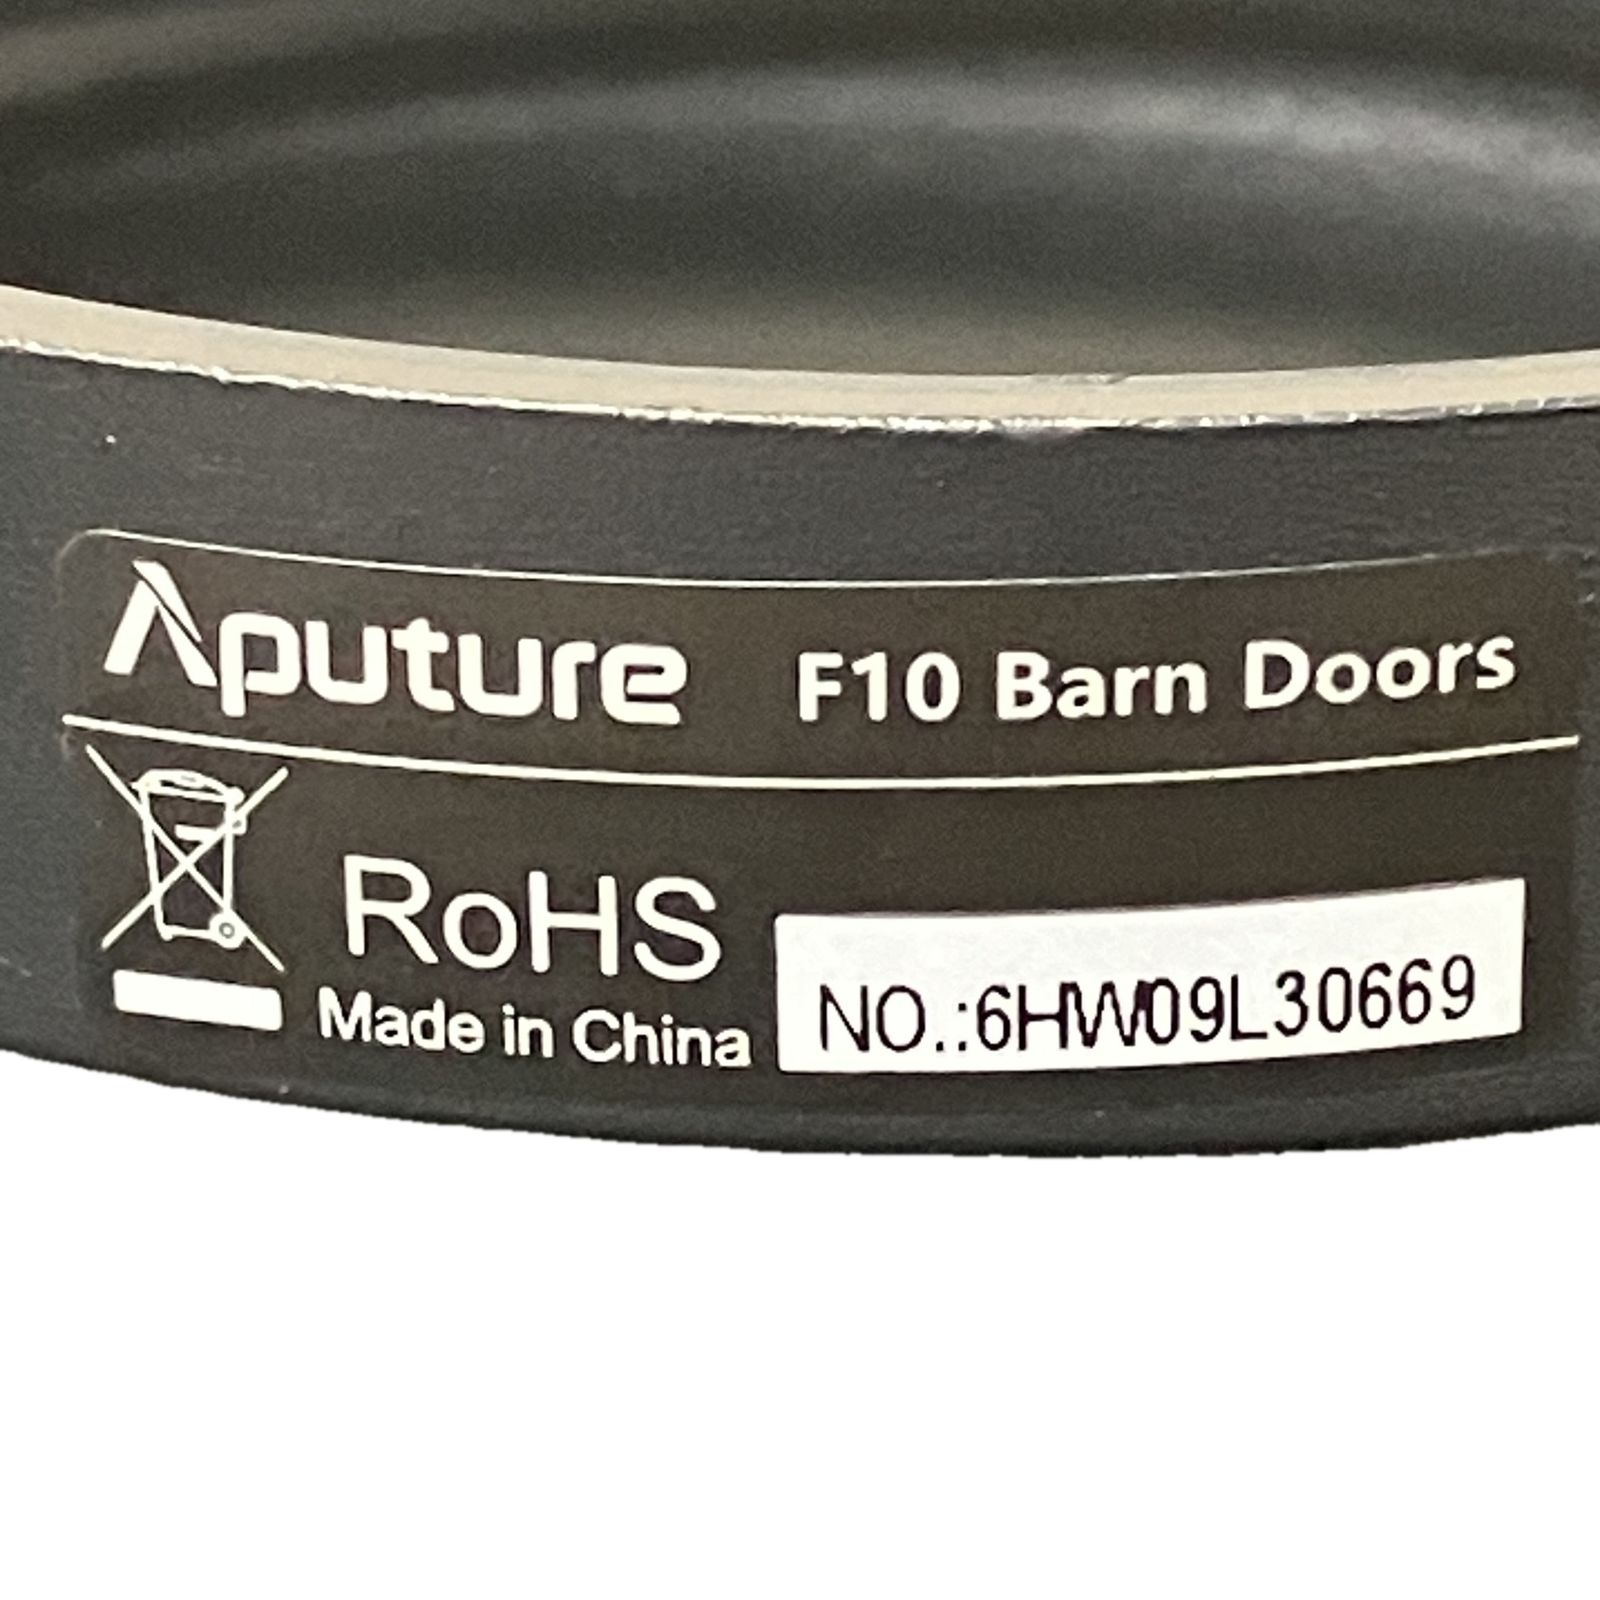 Aputure F10 Barn Doors
RoHS
Made in China
NO.:6HW09L30669